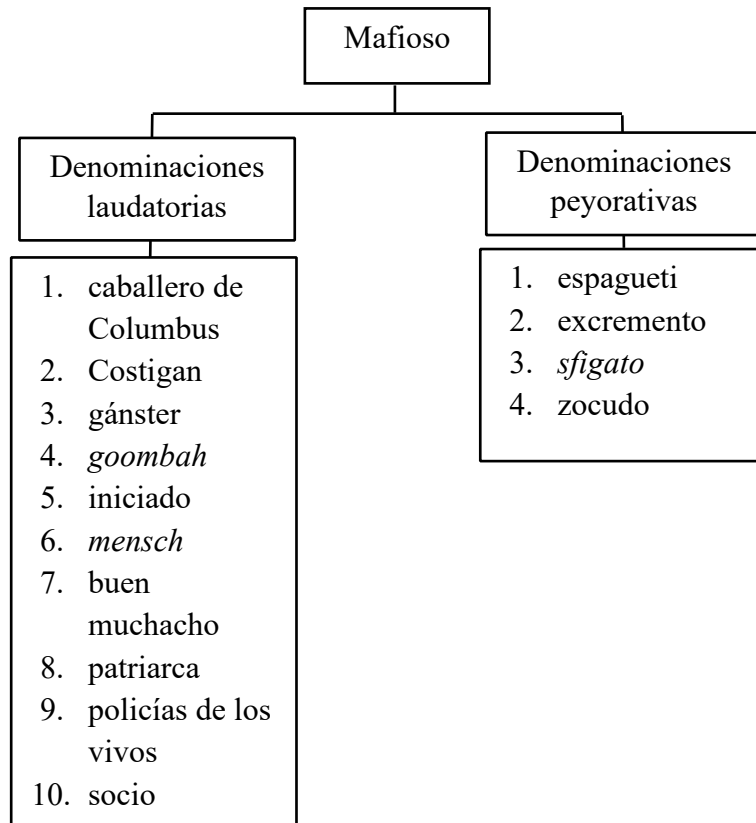 Mafioso
Denominaciones
laudatorias
1. caballero de
Columbus
2. Costigan
3. gánster
4. goombah
5. iniciado
6. mensch
7. buen
muchacho
8. patriarca
9. policías de los
vivos
10. socio
Denominaciones
peyorativas
1. espagueti
2. excremento
3. sfigato
4. zocudo